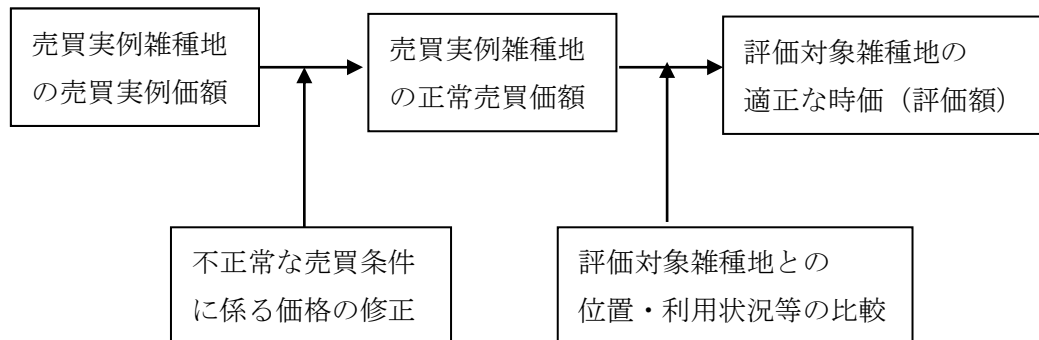 売買実例雑種地
の売買実例価額
売買実例雑種地
の正常売買価額
評価対象雑種地の
適正な時価（評価額）
不正常な売買条件
に係る価格の修正
評価対象雑種地との
位置・利用状況等の比較